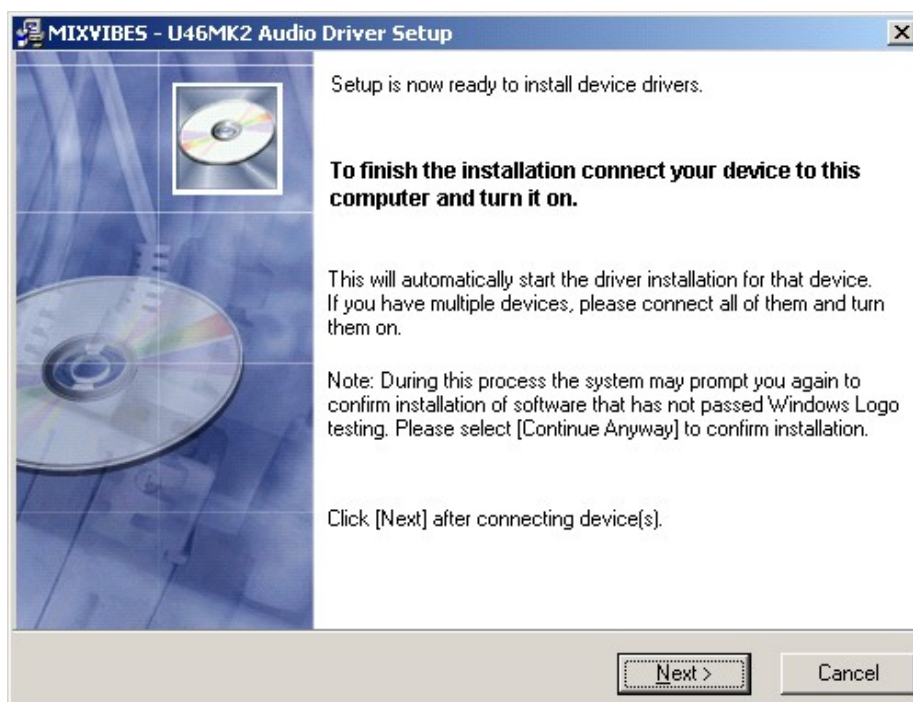 MIXVIBES - U46MK2 Audio Driver Setup
Setup is now ready to install device drivers.
To finish the installation connect your device to this
computer and turn it on.
This will automatically start the driver installation for that device.
If you have multiple devices, please connect all of them and turn
them on.
Note: During this process the system may prompt you again to
confirm installation of software that has not passed Windows Logo
testing. Please select [Continue Anyway] to confirm installation.
Click [Next] after connecting device(s).
Next >
Cancel